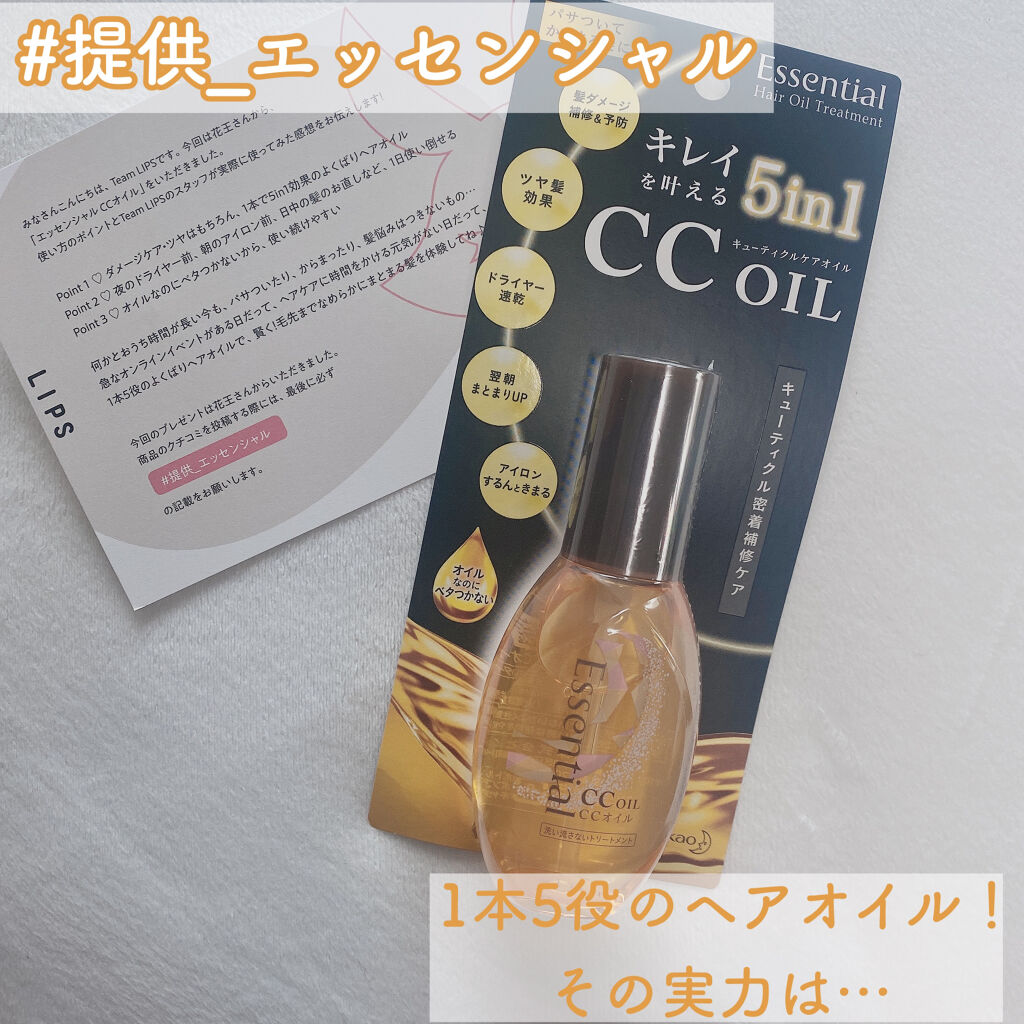 #提供_エッセンシャル
みなさんこんにちは、Team LIPSです。今回は花王さんから、
「エッセンシャル CCオイル」をいただきました。
使い方のポイントとTeam LIPSのスタッフが実際に使ってみた感想をお伝えします!
Point 1 ♡ ダメージケア・ツヤはもちろん、1本で5in1効果のよくばりヘアオイル
Point 2 ♡ 夜のドライヤー前、朝のアイロン前、日中の髪のお直しなど、1日使い倒せる
Point 3 ♡ オイルなのにベタつかないから、使い続けやすい
何かとおうち時間が長い今も、パサついたり、からまったり、髪悩みはつきないもの…
急なオンラインイベントがある日だって、ヘアケアに時間をかける元気がない日だって、
1本5役のよくばりヘアオイルで、賢く!毛先までなめらかにまとまる髪を体験してね♪
今回のプレゼントは花王さんからいただきました。
商品のクチコミを投稿する際には、最後に必ず
#提供_エッセンシャル
の記載をお願いします。
LIPS
パサついて
Essential
Hair Oil Treatment
髪ダメージ
補修&予防
ツヤ髪
効果
ドライヤー
速乾
翌朝
まとまりUP
アイロン
するんときまる
オイル
なのに
ベタつかない
キレイ
を叶える
5in1
キューティクルケアオイル
CC OIL
キューティクル密着補修ケア
Essential
CC OIL
CCオイル
洗い流さないトリートメント
kao
1本5役のヘアオイル!
その実力は…